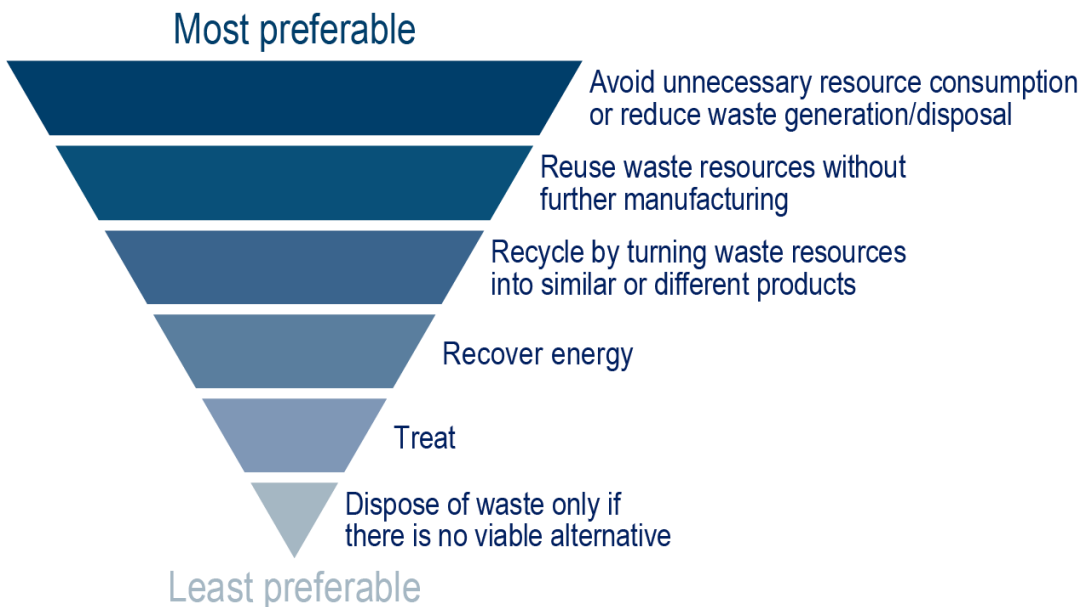 Most preferable
Avoid unnecessary resource consumption
or reduce waste generation/disposal
Reuse waste resources without
further manufacturing
Recycle by turning waste resources
into similar or different products
Recover energy
Treat
Dispose of waste only if
there is no viable alternative
Least preferable